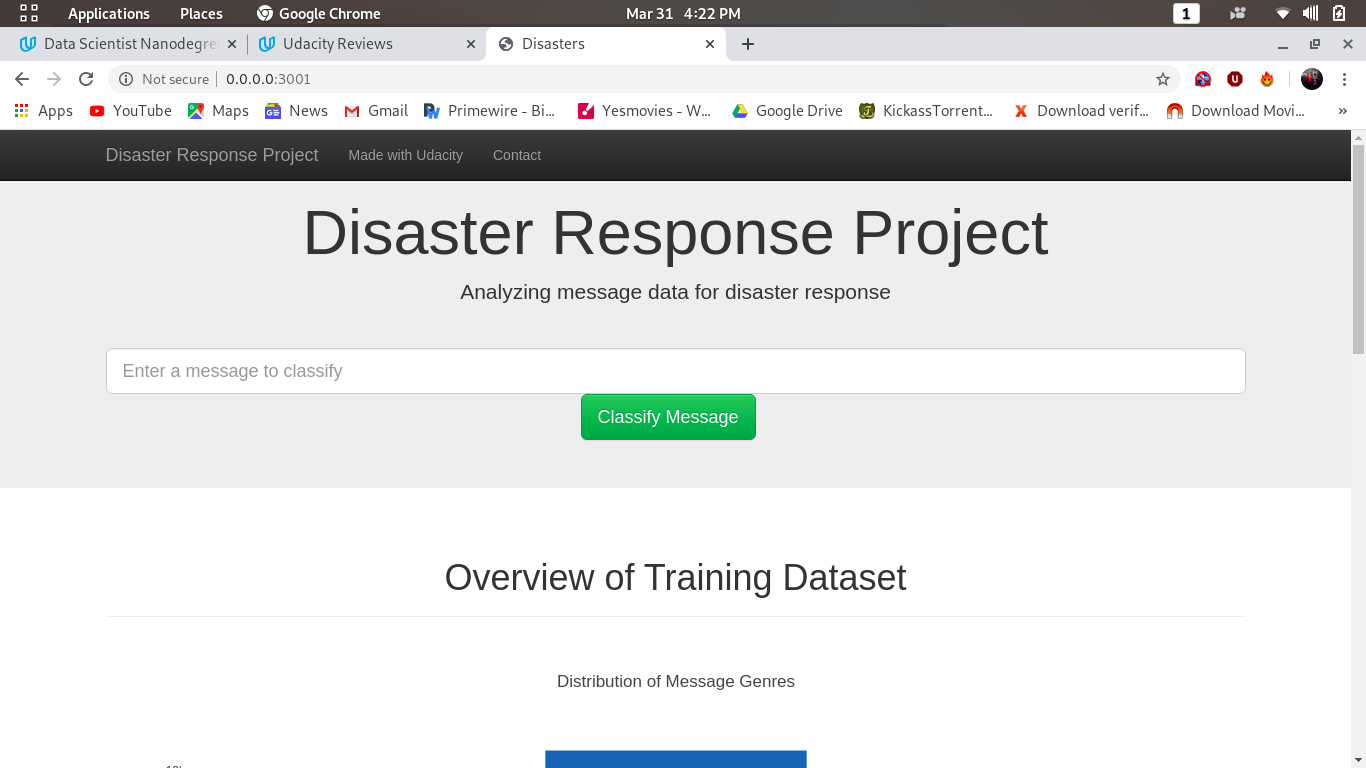 Applications Places Google Chrome Mar 31 4:22 PM 1
Data Scientist Nanodegre Udacity Reviews Disasters
Not secure 0.0.0.0:3001
Apps YouTube Maps News Gmail Primewire - Bi... Yesmovies - W... Google Drive KickassTorrent... Download verif... Download Movi... »
Disaster Response Project Made with Udacity Contact
Disaster Response Project
Analyzing message data for disaster response
Enter a message to classify
Classify Message
Overview of Training Dataset
Distribution of Message Genres